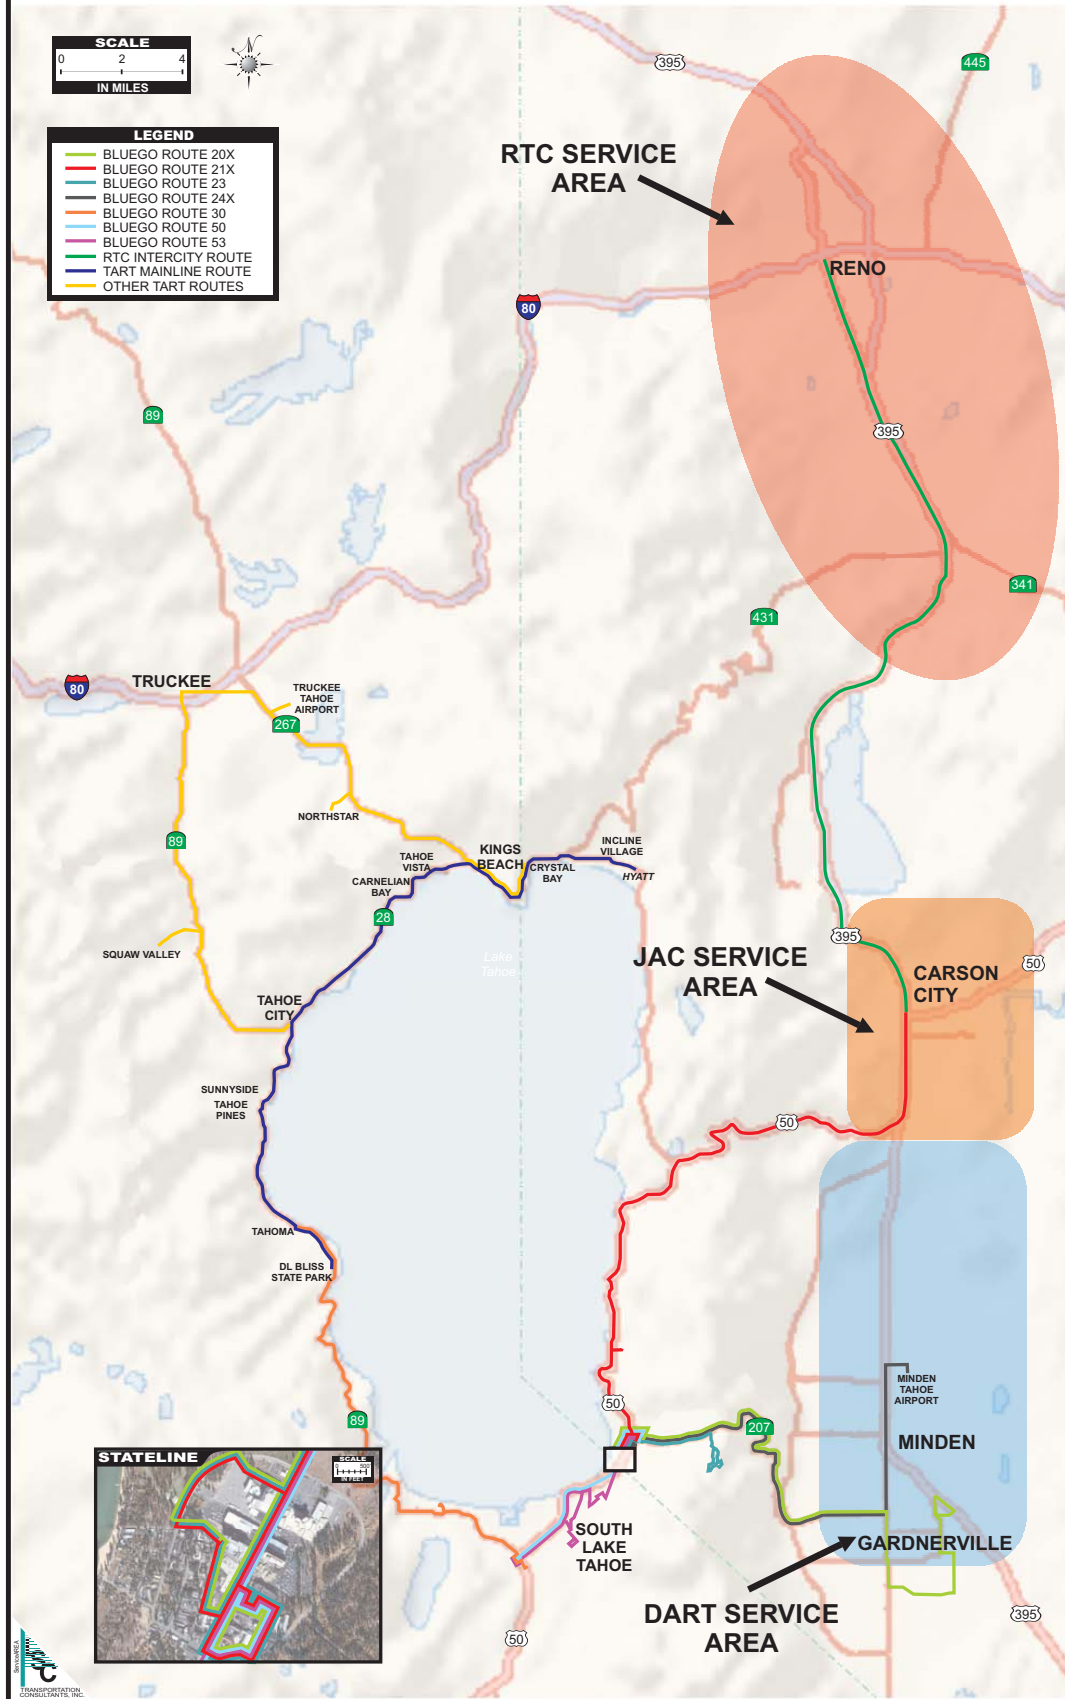 SCALE
0 2 4
IN MILES
N
LEGEND
BLUEGO ROUTE 20X
BLUEGO ROUTE 21X
BLUEGO ROUTE 23
BLUEGO ROUTE 24X
BLUEGO ROUTE 30
BLUEGO ROUTE 50
BLUEGO ROUTE 53
RTC INTERCITY ROUTE
TART MAINLINE ROUTE
OTHER TART ROUTES
395
445
RTC SERVICE
AREA
RENO
80
89
395
341
431
80
TRUCKEE
TRUCKEE
TAHOE
AIRPORT
267
NORTHSTAR
89
KINGS
BEACH
TAHOE
VISTA
CRYSTAL
BAY
INCLINE
VILLAGE
HYATT
CARNELIAN
BAY
28
SQUAW VALLEY
Lake
Tahoe
395
JAC SERVICE
AREA
CARSON
CITY
50
TAHOE
CITY
SUNNYSIDE
TAHOE
PINES
50
TAHOMA
DL BLISS
STATE PARK
MINDEN
TAHOE
AIRPORT
50
89
207
MINDEN
STATELINE
SCALE
0 500'
IN FEET
SOUTH
LAKE
TAHOE
GARDNERVILLE
DART SERVICE
AREA
395
50
ServiceAREA
SC
TRANSPORTATION
CONSULTANTS, INC.